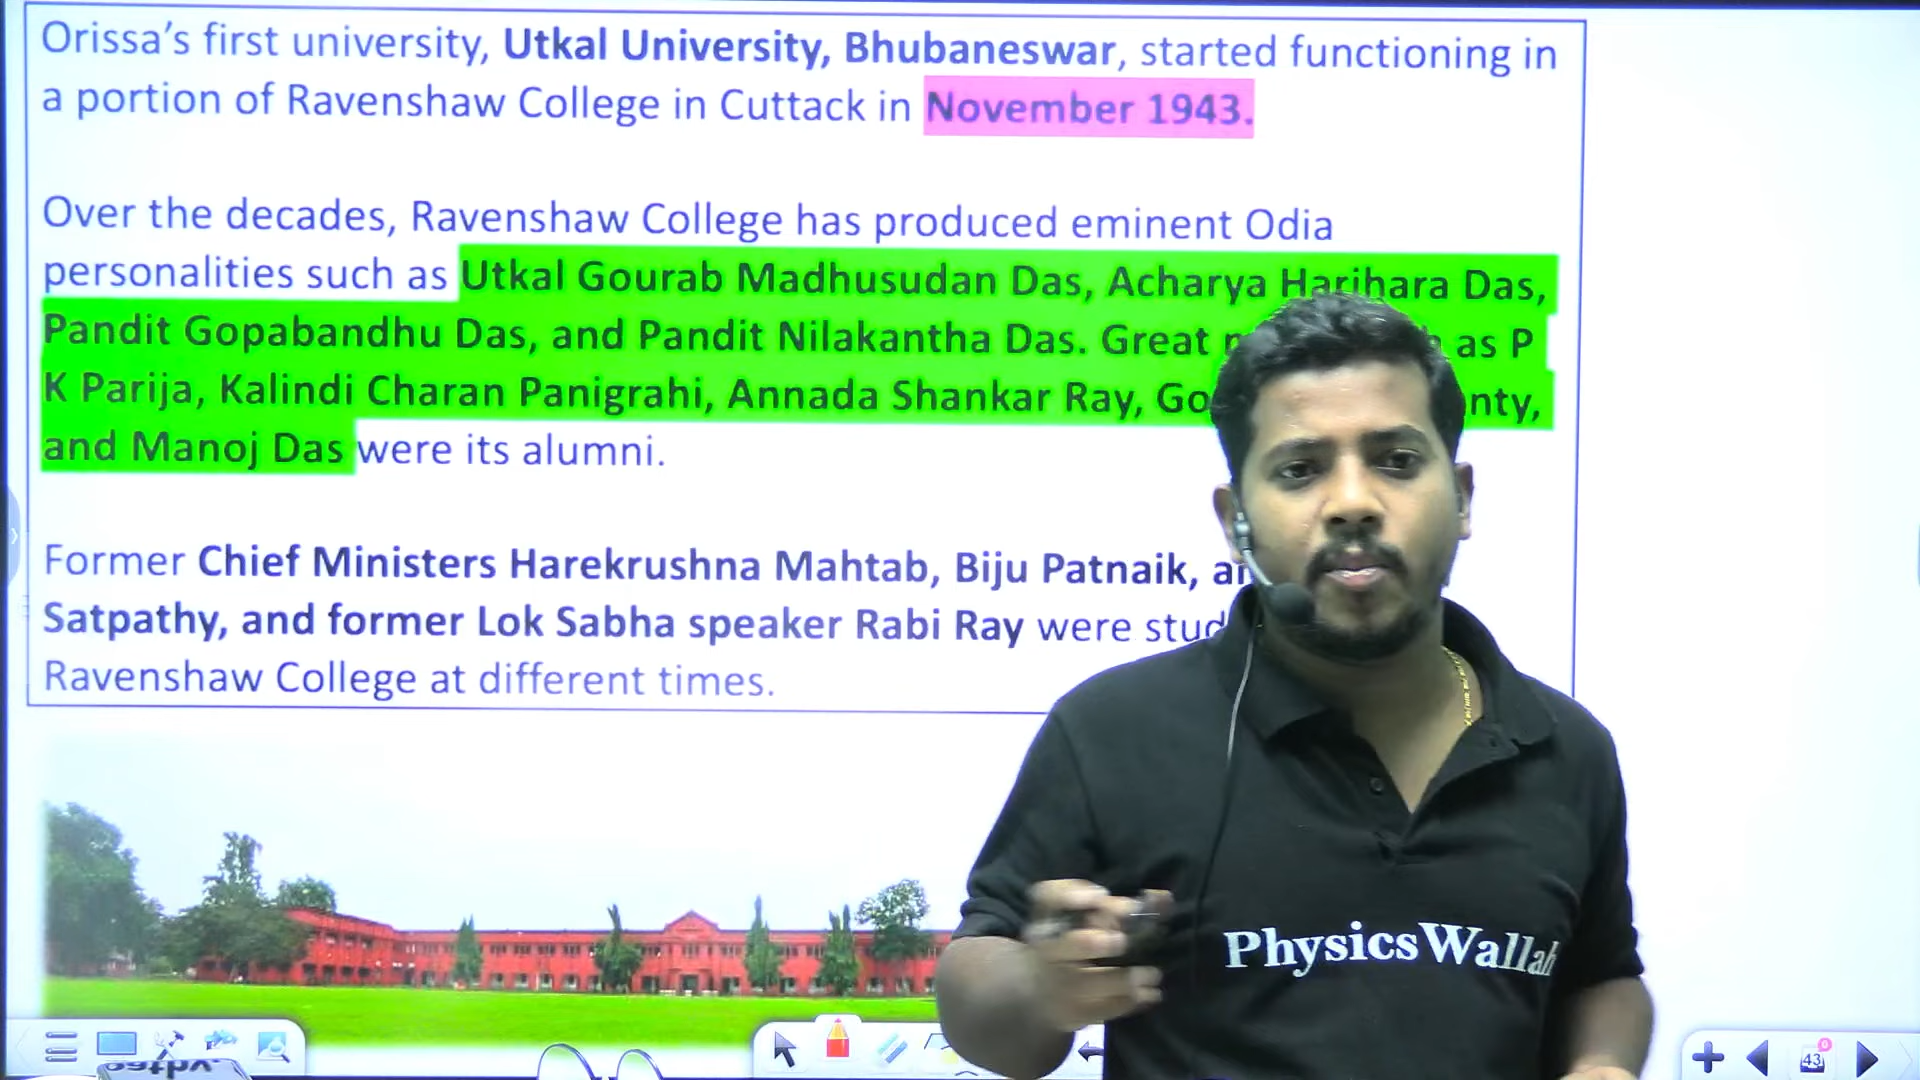 Orissa's first university, Utkal University, Bhubaneswar, started functioning in
a portion of Ravenshaw College in Cuttack in November 1943.
Over the decades, Ravenshaw College has produced eminent Odia
personalities such as Utkal Gourab Madhusudan Das, Acharya Harihara Das,
Pandit Gopabandhu Das, and Pandit Nilakantha Das. Great as P
K Parija, Kalindi Charan Panigrahi, Annada Shankar Ray,
and Manoj Das were its alumni.
Former Chief Ministers Harekrushna Mahtab, Biju Patnaik,
Satpathy, and former Lok Sabha speaker Rabi Ray were
Ravenshaw College at different times.
PhysicsWallah
43
0